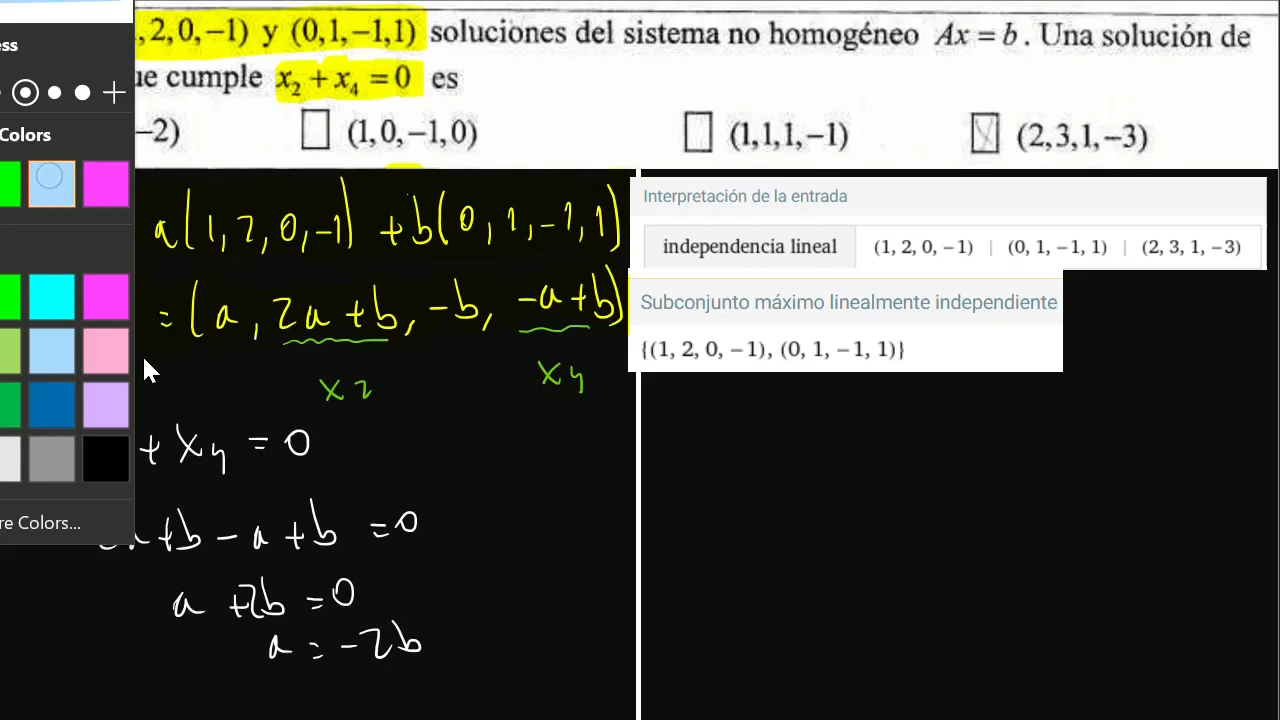 ess
, 2, 0, −1) y (0,1,−1,1) soluciones del sistema no homogéneo Ax = b. Una solución de
ue cumple x₂ + x₄ = 0 es
−2) (1,0,−1,0) (1,1,1,−1) (2,3,1,−3)
Colors
a(1, 2, 0, −1) + b(0, 1, −1, 1)
= (a, 2a + b, −b, −a + b)
x2 x4
+ x4 = 0
a + b − a + b = 0
a + 2b = 0
a = −2b
re Colors...
Interpretación de la entrada
independencia lineal (1, 2, 0, −1) | (0, 1, −1, 1) | (2, 3, 1, −3)
Subconjunto máximo linealmente independiente
{(1, 2, 0, −1), (0, 1, −1, 1)}